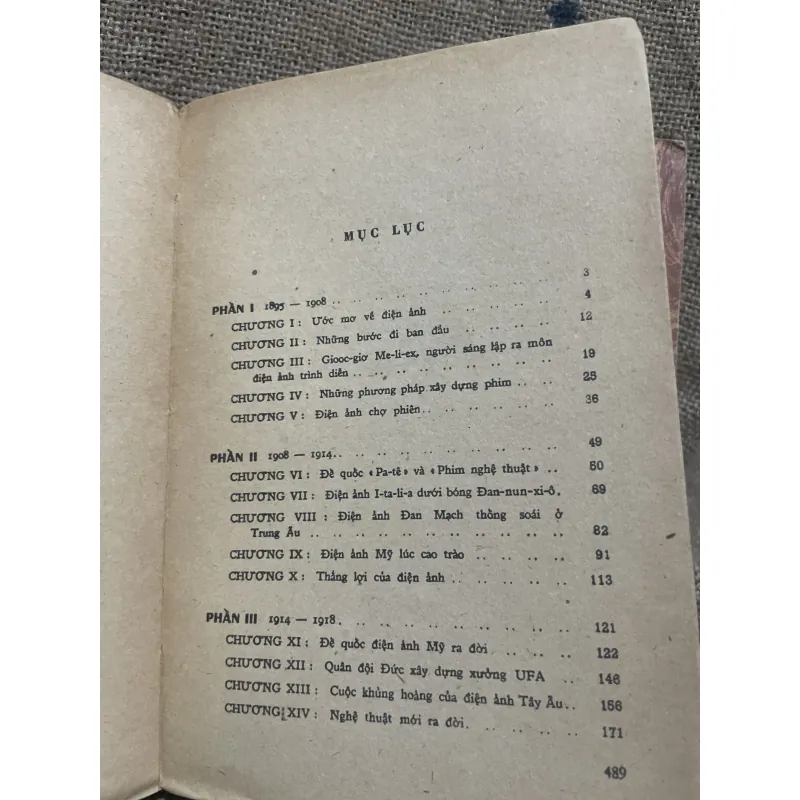 MỤC LỤC
PHẦN I 1895 — 1908 .. .. .. .. .. .. .. .. .. 3
CHƯƠNG I : Ước mơ về điện ảnh .. .. .. .. .. 4
CHƯƠNG II : Những bước đi ban đầu .. .. .. .. 12
CHƯƠNG III : Giooc-giơ Me-li-ex, người sáng lập ra môn
điện ảnh trình diễn .. .. .. .. .. .. .. .. 19
CHƯƠNG IV : Những phương pháp xây dựng phim .. .. 25
CHƯƠNG V : Điện ảnh chợ phiên .. .. .. .. .. 36
PHẦN II 1908 — 1914 .. .. .. .. .. .. .. .. .. 49
CHƯƠNG VI : Đế quốc «Pa-tê» và «Phim nghệ thuật» .. 50
CHƯƠNG VII : Điện ảnh I-ta-li-a dưới bóng Đan-nun-xi-ô. 69
CHƯƠNG VIII : Điện ảnh Đan Mạch thống soái ở
Trung Âu .. .. .. .. .. .. .. .. .. .. 82
CHƯƠNG IX : Điện ảnh Mỹ lúc cao trào .. .. .. .. 91
CHƯƠNG X : Thắng lợi của điện ảnh .. .. .. .. .. 113
PHẦN III 1914 — 1918 .. .. .. .. .. .. .. .. .. 121
CHƯƠNG XI : Đế quốc điện ảnh Mỹ ra đời .. .. .. 122
CHƯƠNG XII : Quân đội Đức xây dựng xưởng UFA .. .. 146
CHƯƠNG XIII : Cuộc khủng hoảng của điện ảnh Tây Âu .. 156
CHƯƠNG XIV : Nghệ thuật mới ra đời .. .. .. .. 171
489